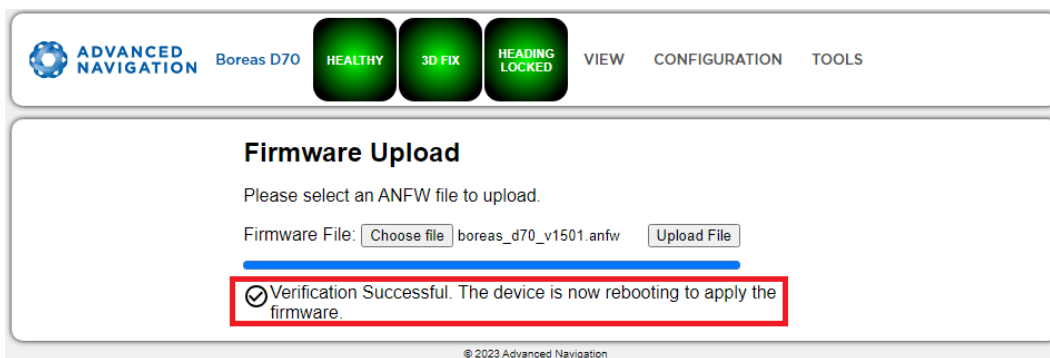 ADVANCED
NAVIGATION
Boreas D70
HEALTHY
3D FIX
HEADING
LOCKED
VIEW
CONFIGURATION
TOOLS
Firmware Upload
Please select an ANFW file to upload.
Firmware File: Choose file boreas_d70_v1501.anfw Upload File
Verification Successful. The device is now rebooting to apply the
firmware.
© 2023 Advanced Navigation